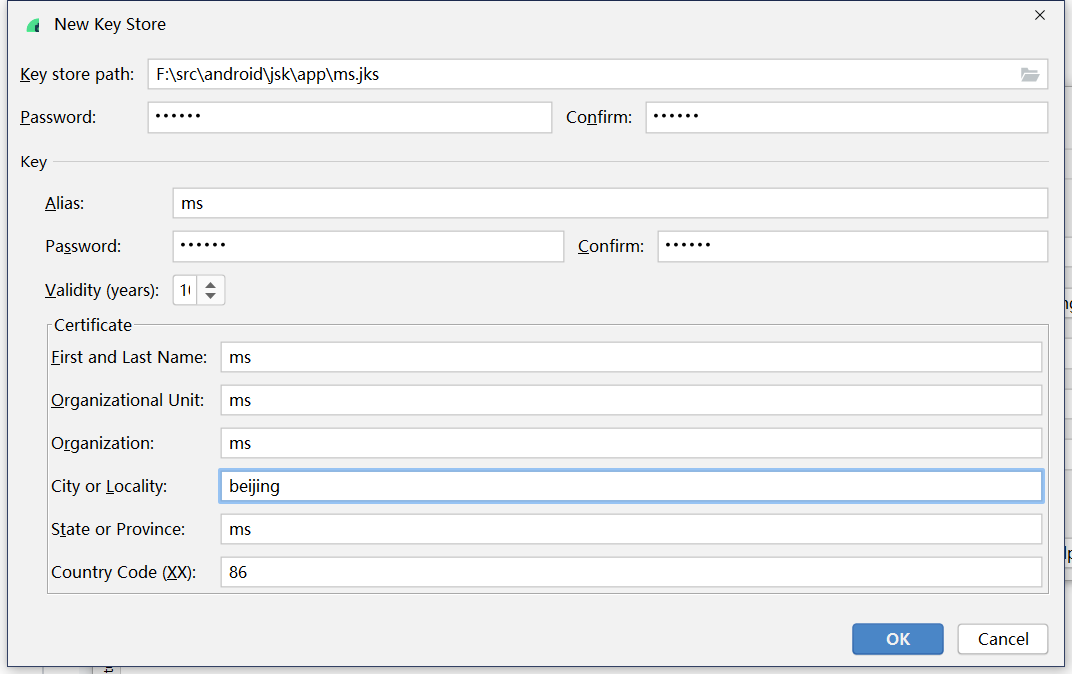 New Key Store
Key store path: F:\src\android\jsk\app\ms.jks
Password: •••••• Confirm: ••••••
Key
Alias: ms
Password: •••••• Confirm: ••••••
Validity (years):
Certificate
First and Last Name: ms
Organizational Unit: ms
Organization: ms
City or Locality: beijing
State or Province: ms
Country Code (XX): 86
OK Cancel